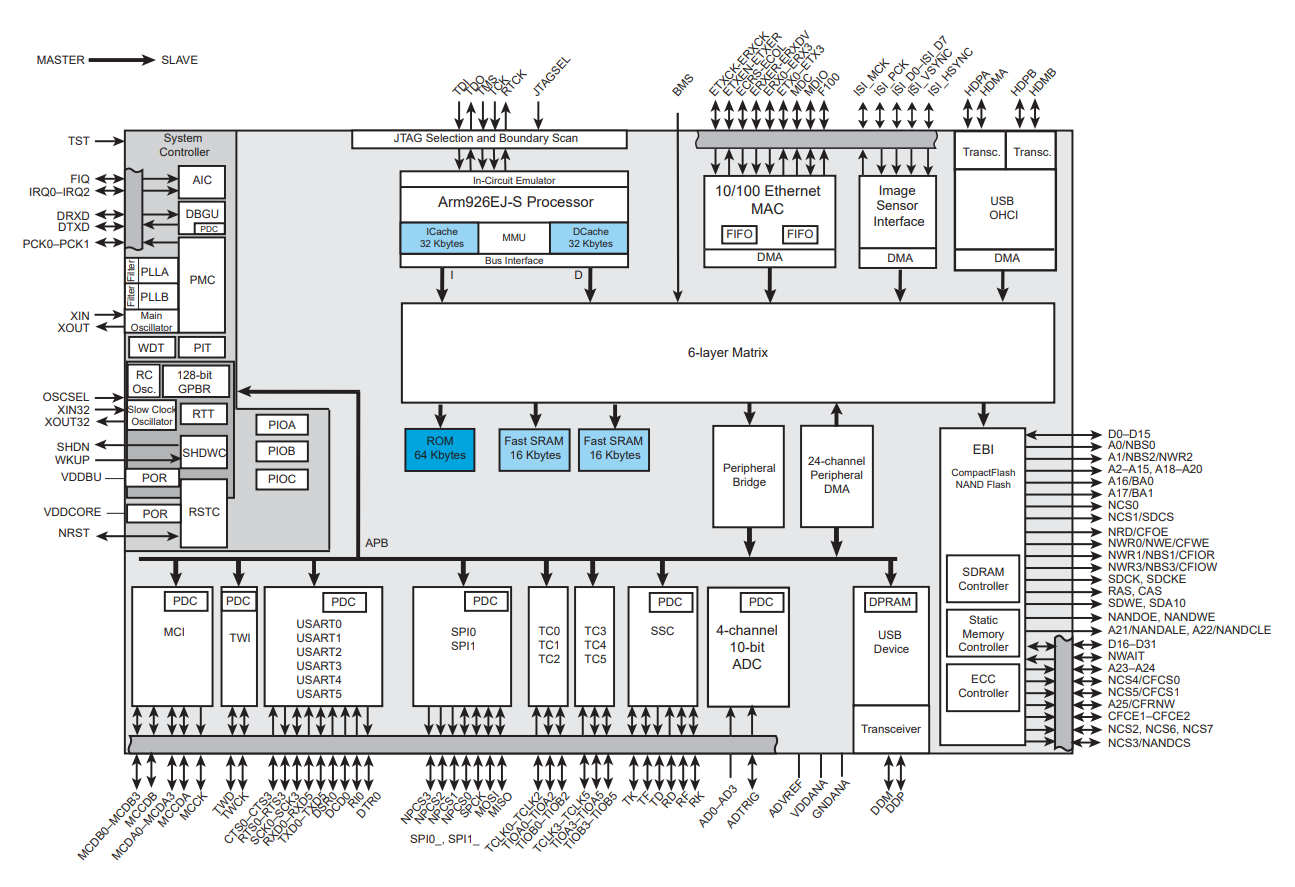 MASTER SLAVE
TDI
TDO
TMS
TCK
RTCK
JTAGSEL
BMS
ETXCK-ERXCK
ETXEN-ETXER
ECRS-ECOL
ERXER-ERXDV
ERX0-ERX3
ETX0-ETX3
MDC
MDIO
F100
ISI_MCK
ISI_PCK
ISI_D0–ISI_D7
ISI_VSYNC
ISI_HSYNC
HDPA
HDMA
HDPB
HDMB
TST
FIQ
IRQ0–IRQ2
DRXD
DTXD
PCK0–PCK1
XIN
XOUT
OSCSEL
XIN32
XOUT32
SHDN
WKUP
VDDBU
VDDCORE
NRST
System
Controller
AIC
DBGU
PDC
PMC
Filter
PLLA
Filter
PLLB
Main
Oscillator
WDT
PIT
RC
Osc.
128-bit
GPBR
Slow Clock
Oscillator
RTT
SHDWC
POR
POR
RSTC
PIOA
PIOB
PIOC
JTAG Selection and Boundary Scan
In-Circuit Emulator
Arm926EJ-S Processor
ICache
32 Kbytes
MMU
DCache
32 Kbytes
Bus Interface
I
D
10/100 Ethernet
MAC
FIFO
FIFO
DMA
Image
Sensor
Interface
DMA
Transc.
Transc.
USB
OHCI
DMA
6-layer Matrix
ROM
64 Kbytes
Fast SRAM
16 Kbytes
Fast SRAM
16 Kbytes
Peripheral
Bridge
24-channel
Peripheral
DMA
EBI
CompactFlash
NAND Flash
SDRAM
Controller
Static
Memory
Controller
ECC
Controller
D0–D15
A0/NBS0
A1/NBS2/NWR2
A2–A15, A18–A20
A16/BA0
A17/BA1
NCS0
NCS1/SDCS
NRD/CFOE
NWR0/NWE/CFWE
NWR1/NBS1/CFIOR
NWR3/NBS3/CFIOW
SDCK, SDCKE
RAS, CAS
SDWE, SDA10
NANDOE, NANDWE
A21/NANDALE, A22/NANDCLE
D16–D31
NWAIT
A23–A24
NCS4/CFCS0
NCS5/CFCS1
A25/CFRNW
CFCE1–CFCE2
NCS2, NCS6, NCS7
NCS3/NANDCS
APB
PDC
MCI
PDC
TWI
PDC
USART0
USART1
USART2
USART3
USART4
USART5
PDC
SPI0
SPI1
TC0
TC1
TC2
TC3
TC4
TC5
PDC
SSC
PDC
4-channel
10-bit
ADC
DPRAM
USB
Device
Transceiver
MCDB0–MCDB3
MCCDB
MCDA0–MCDA3
MCCDA
MCCK
TWD
TWCK
CTS0–CTS3
RTS0–RTS3
SCK0–SCK3
RXD0–RXD5
TXD0–TXD5
DSR0
DCD0
RI0
DTR0
NPCS3
NPCS2
NPCS1
NPCS0
SPCK
MOSI
MISO
SPI0_, SPI1_
TCLK0–TCLK2
TIOA0–TIOA2
TIOB0–TIOB2
TCLK3–TCLK5
TIOA3–TIOA5
TIOB3–TIOB5
TK
TF
TD
RD
RF
RK
AD0–AD3
ADTRIG
ADVREF
VDDANA
GNDANA
DDM
DDP